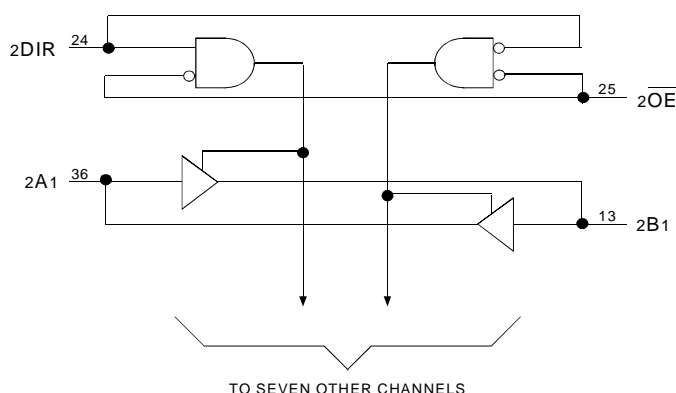 2DIR 24
25 2OE
2A1 36
13 2B1
TO SEVEN OTHER CHANNELS